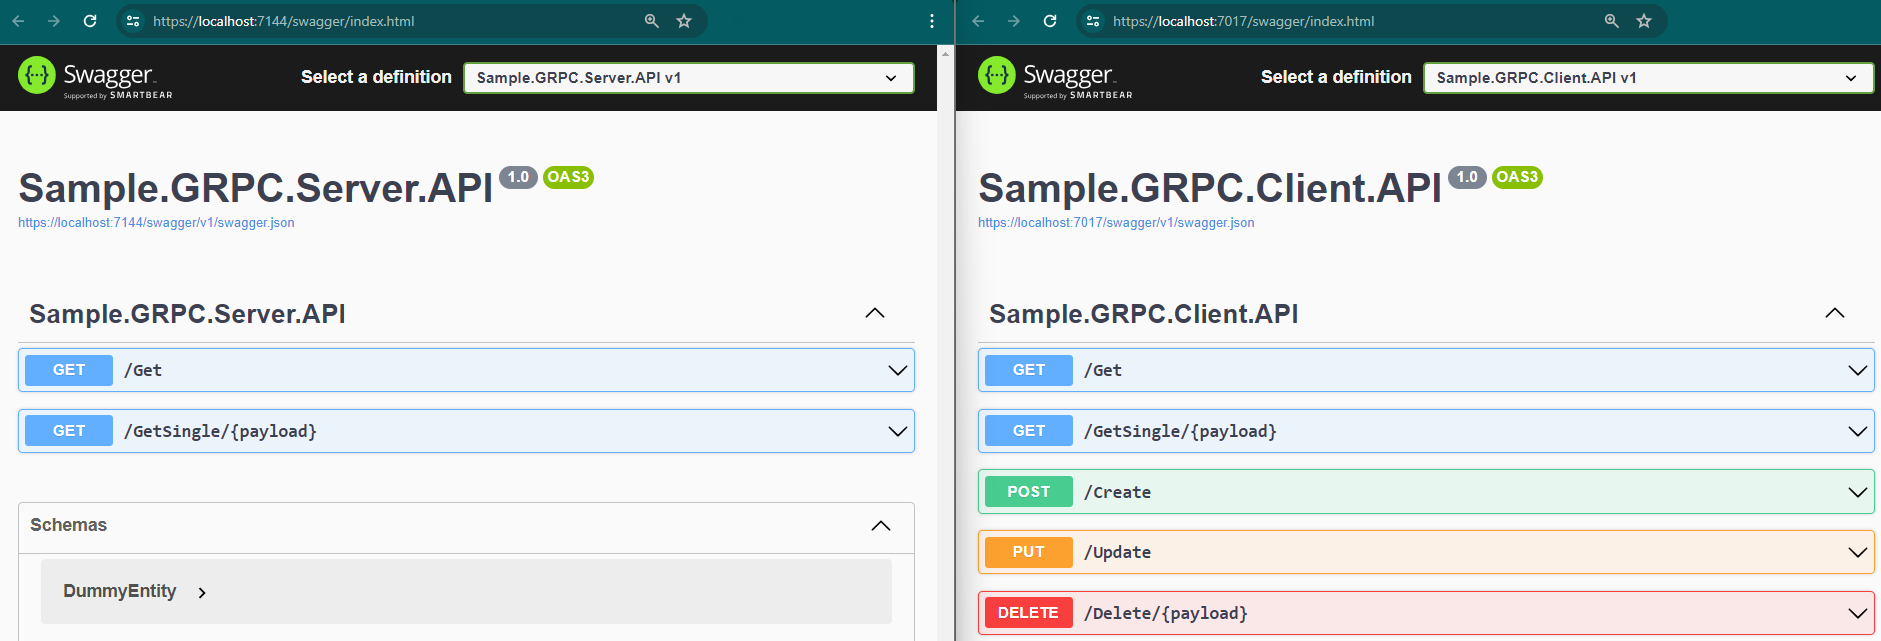 https://localhost:7144/swagger/index.html
Swagger
Supported by SMARTBEAR
Select a definition
Sample.GRPC.Server.API v1
Sample.GRPC.Server.API 1.0 OAS3
https://localhost:7144/swagger/v1/swagger.json
Sample.GRPC.Server.API
GET /Get
GET /GetSingle/{payload}
Schemas
DummyEntity
https://localhost:7017/swagger/index.html
Swagger
Supported by SMARTBEAR
Select a definition
Sample.GRPC.Client.API v1
Sample.GRPC.Client.API 1.0 OAS3
https://localhost:7017/swagger/v1/swagger.json
Sample.GRPC.Client.API
GET /Get
GET /GetSingle/{payload}
POST /Create
PUT /Update
DELETE /Delete/{payload}